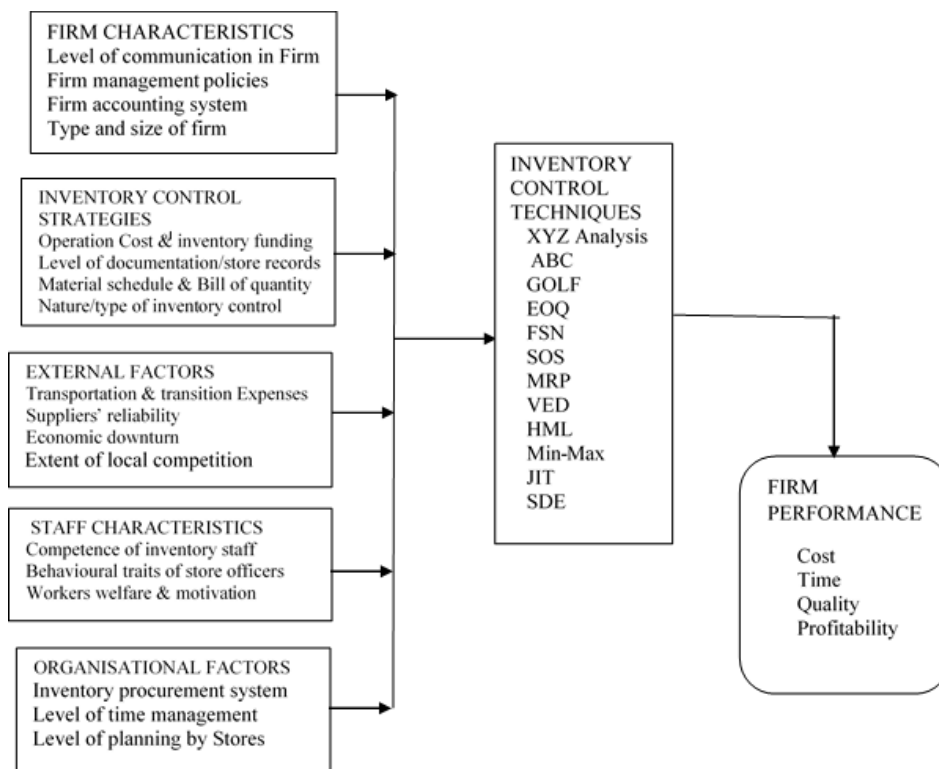 FIRM CHARACTERISTICS
Level of communication in Firm
Firm management policies
Firm accounting system
Type and size of firm
INVENTORY CONTROL
STRATEGIES
Operation Cost & inventory funding
Level of documentation/store records
Material schedule & Bill of quantity
Nature/type of inventory control
EXTERNAL FACTORS
Transportation & transition Expenses
Suppliers’ reliability
Economic downturn
Extent of local competition
STAFF CHARACTERISTICS
Competence of inventory staff
Behavioural traits of store officers
Workers welfare & motivation
ORGANISATIONAL FACTORS
Inventory procurement system
Level of time management
Level of planning by Stores
INVENTORY
CONTROL
TECHNIQUES
XYZ Analysis
ABC
GOLF
EOQ
FSN
SOS
MRP
VED
HML
Min-Max
JIT
SDE
FIRM
PERFORMANCE
Cost
Time
Quality
Profitability